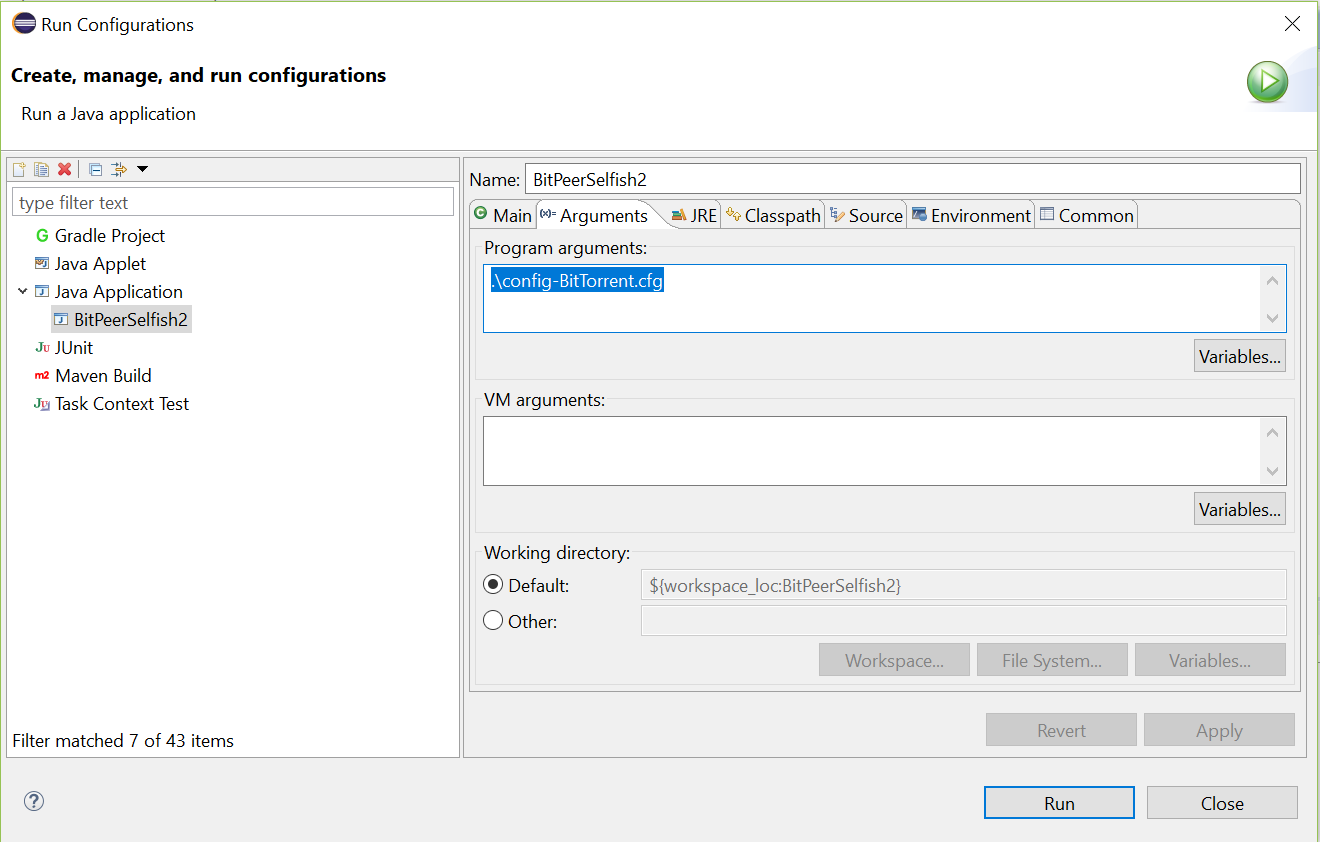 Run Configurations
Create, manage, and run configurations
Run a Java application
type filter text
Gradle Project
Java Applet
Java Application
BitPeerSelfish2
JUnit
Maven Build
Task Context Test
Filter matched 7 of 43 items
Name: BitPeerSelfish2
Main (x)= Arguments JRE Classpath Source Environment Common
Program arguments:
.\config-BitTorrent.cfg
Variables...
VM arguments:
Variables...
Working directory:
Default: ${workspace_loc:BitPeerSelfish2}
Other:
Workspace... File System... Variables...
Revert Apply
Run Close